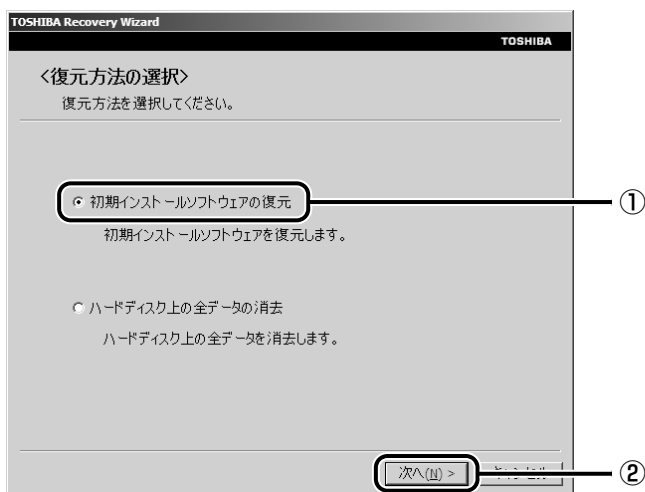 TOSHIBA Recovery Wizard
TOSHIBA
<復元方法の選択>
復元方法を選択してください。
初期インストールソフトウェアの復元
①
初期インストールソフトウェアを復元します。
ハードディスク上の全データの消去
ハードディスク上の全データを消去します。
次へ(N) >
②